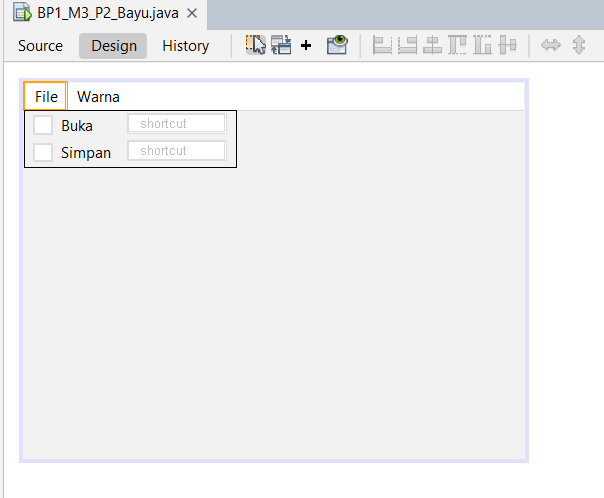 BP1_M3_P2_Bayu.java
Source Design History
File Warna
Buka shortcut
Simpan shortcut